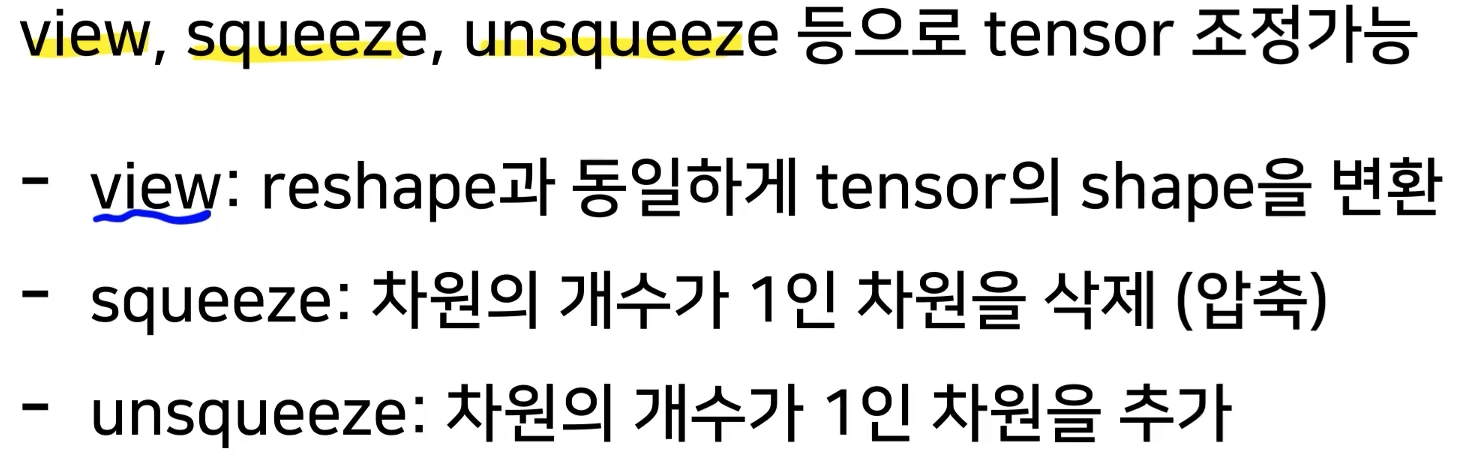 view, squeeze, unsqueeze 등으로 tensor 조정가능
- view: reshape과 동일하게 tensor의 shape을 변환
- squeeze: 차원의 개수가 1인 차원을 삭제 (압축)
- unsqueeze: 차원의 개수가 1인 차원을 추가